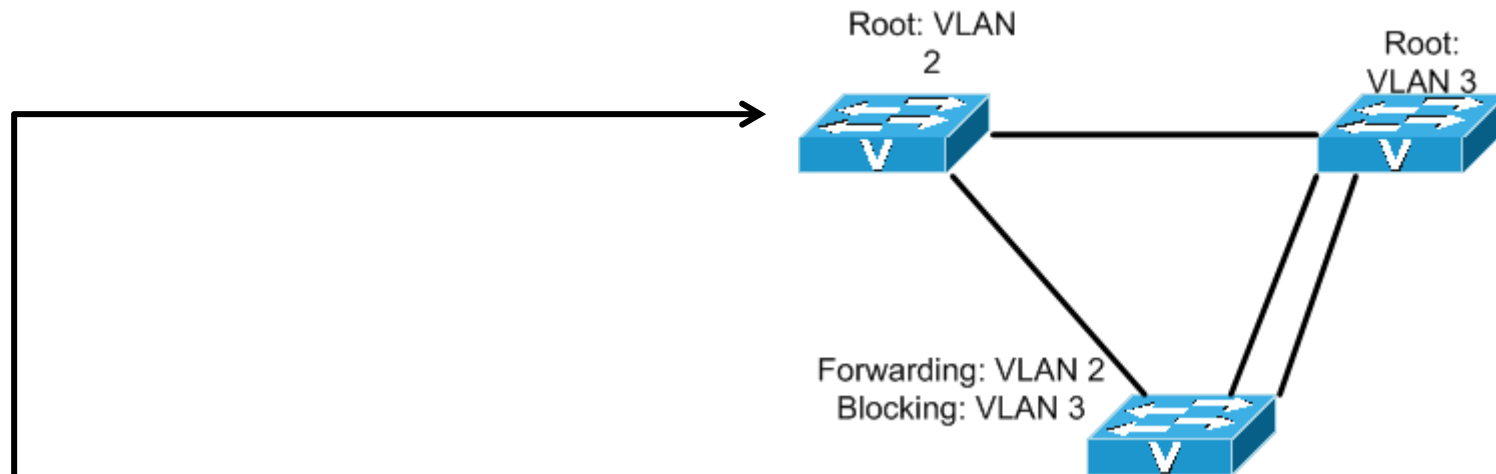 Root: VLAN
2
Root:
VLAN 3
V
V
Forwarding: VLAN 2
Blocking: VLAN 3
V